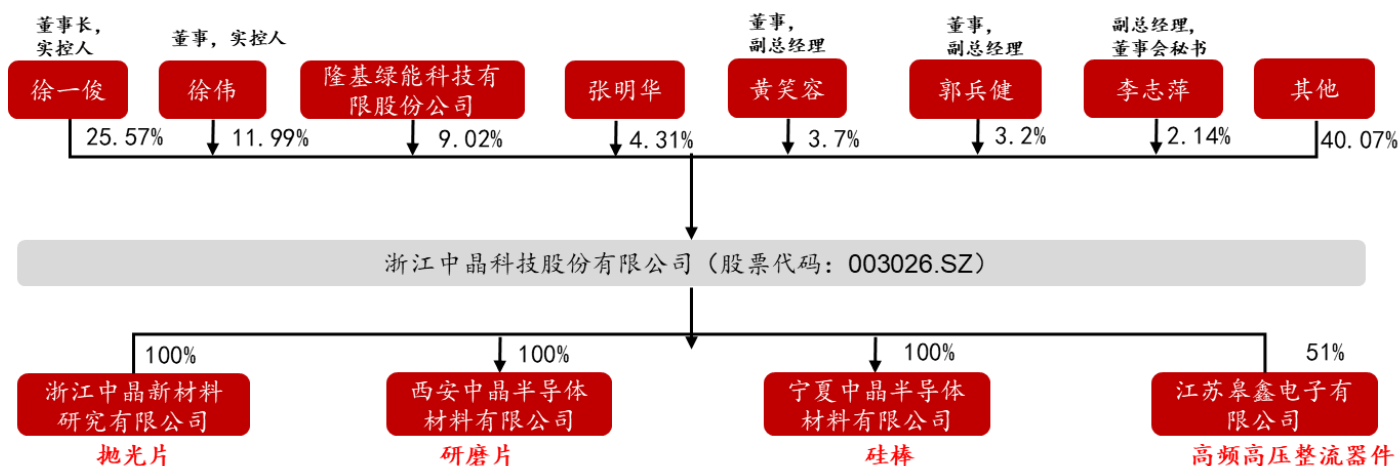 董事长,
实控人
董事, 实控人
董事,
副总经理
董事,
副总经理
副总经理,
董事会秘书
徐一俊
徐伟
隆基绿能科技有
限股份公司
张明华
黄笑容
郭兵健
李志萍
其他
25.57%
11.99%
9.02%
4.31%
3.7%
3.2%
2.14%
40.07%
浙江中晶科技股份有限公司（股票代码：003026.SZ）
100%
100%
100%
51%
浙江中晶新材料
研究有限公司
西安中晶半导体
材料有限公司
宁夏中晶半导体
材料有限公司
江苏皋鑫电子有
限公司
抛光片
研磨片
硅棒
高频高压整流器件